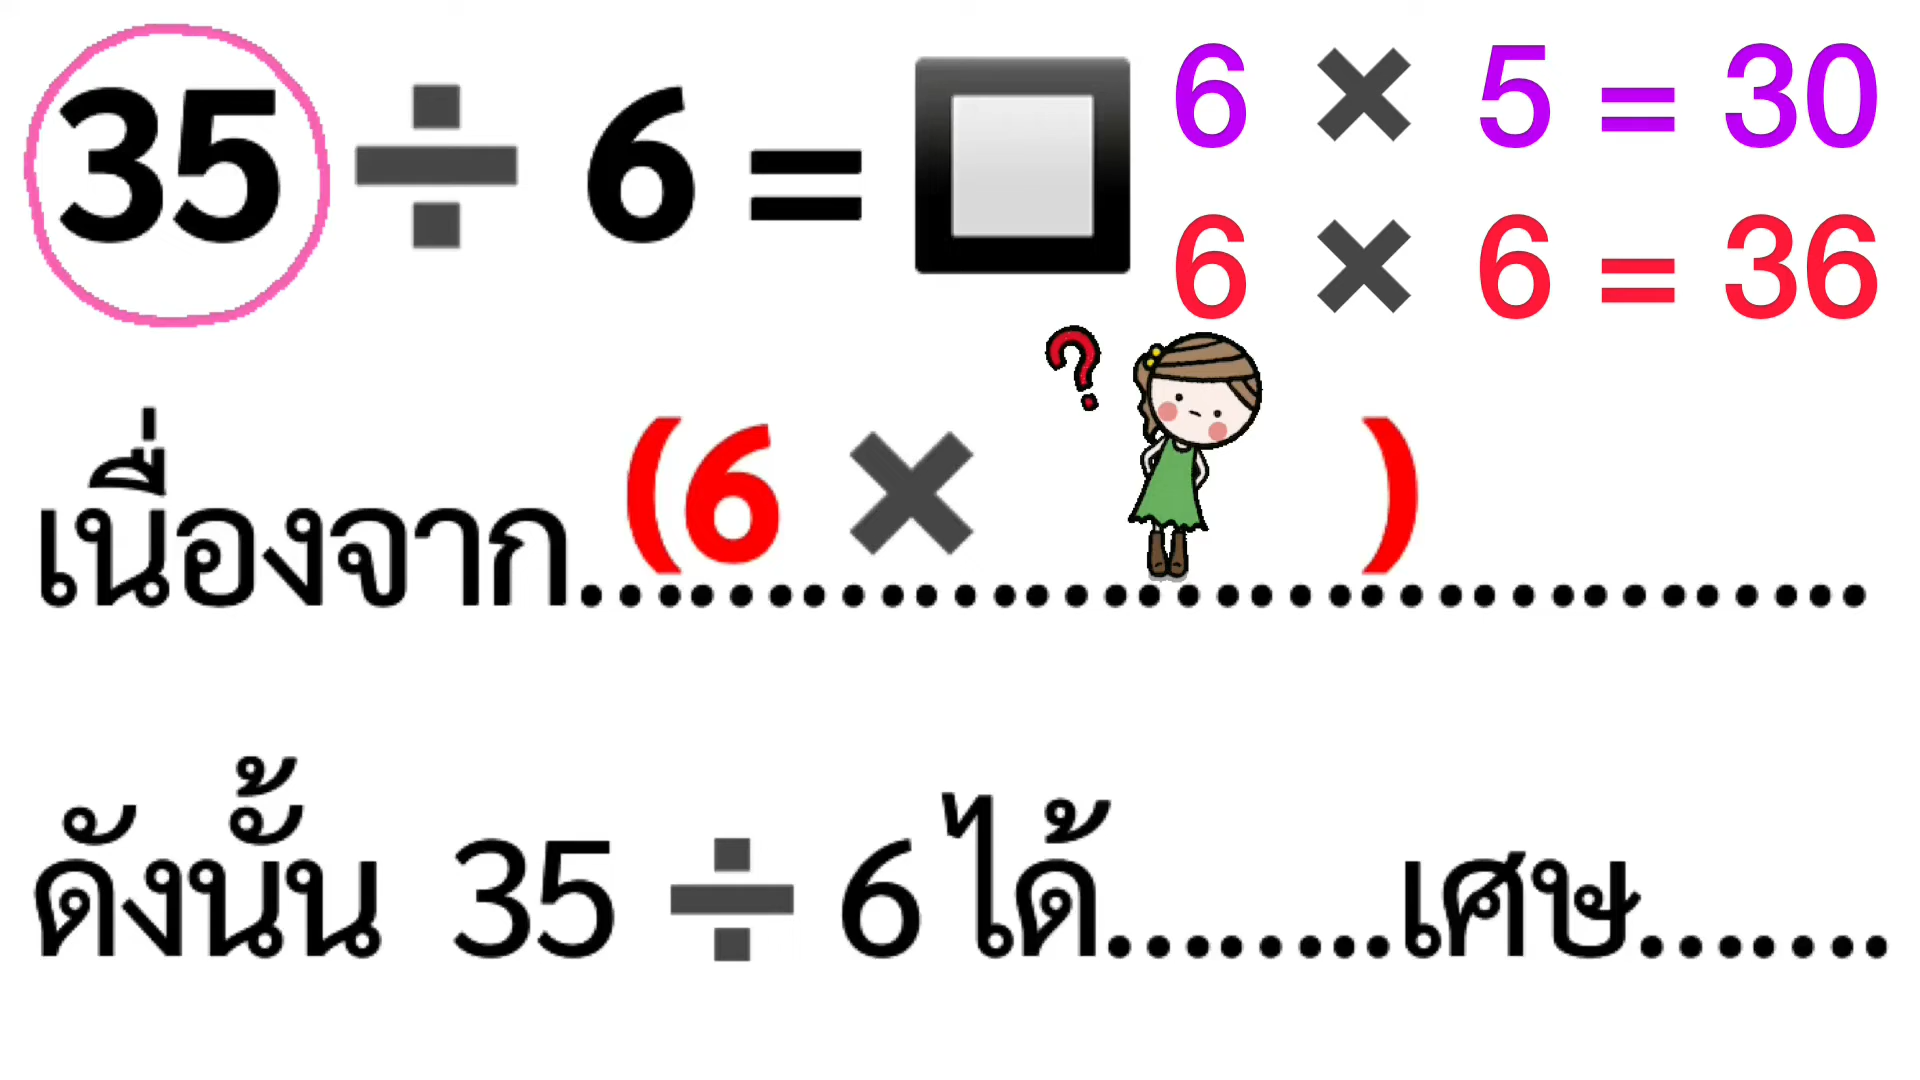 35 ÷ 6 = □
6 × 5 = 30
6 × 6 = 36
?
เนื่องจาก (6 × )........................................
ดังนั้น 35 ÷ 6 ได้........เศษ.......